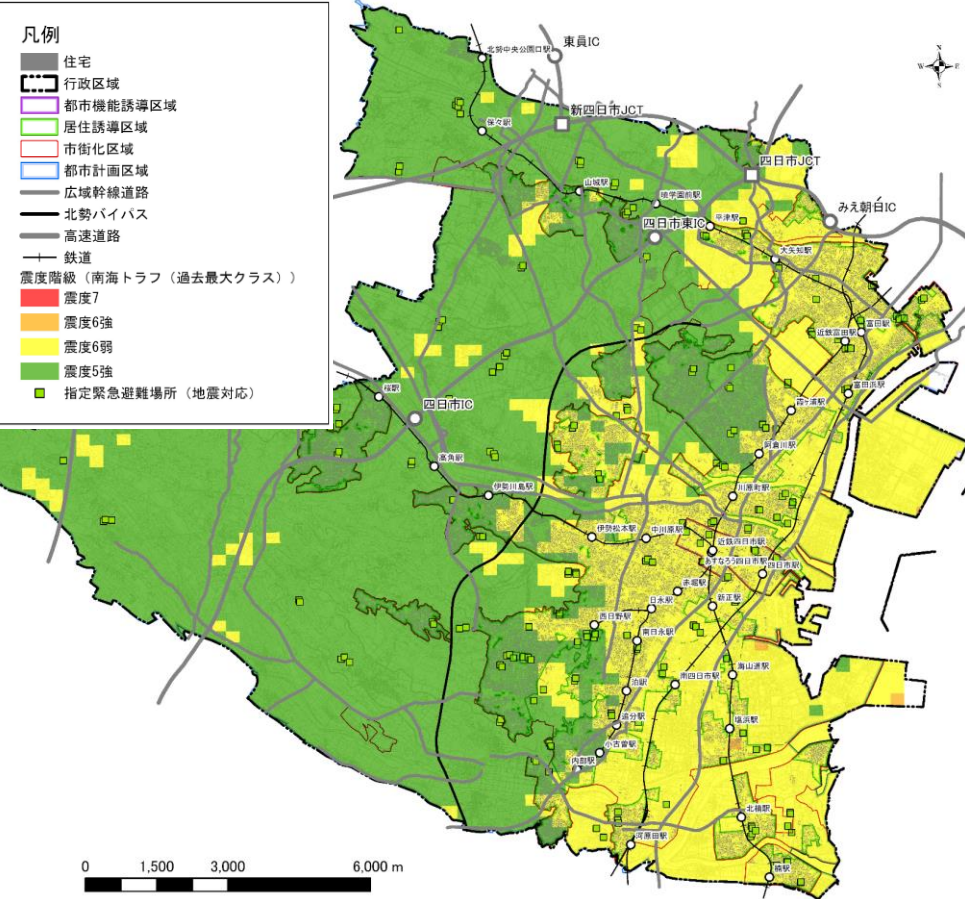 凡例
住宅
行政区域
都市機能誘導区域
居住誘導区域
市街化区域
都市計画区域
広域幹線道路
北勢バイパス
高速道路
鉄道
震度階級（南海トラフ（過去最大クラス））
震度7
震度6強
震度6弱
震度5強
指定緊急避難場所（地震対応）
N
W
E
S
北勢中央公園口駅
東員IC
新四日市JCT
保々駅
四日市JCT
山城駅
暁学園前駅
平津駅
みえ朝日IC
四日市東IC
大矢知駅
富田駅
近鉄富田駅
富田浜駅
桜駅
四日市IC
霞ヶ浦駅
阿倉川駅
高角駅
伊勢川島駅
川原町駅
伊勢松本駅
中川原駅
近鉄四日市駅
あすなろう四日市駅
四日市駅
赤堀駅
日永駅
新正駅
西日野駅
南日永駅
海山道駅
泊駅
南四日市駅
追分駅
塩浜駅
小古曽駅
内部駅
北楠駅
河原田駅
楠駅
0
1,500
3,000
6,000 m